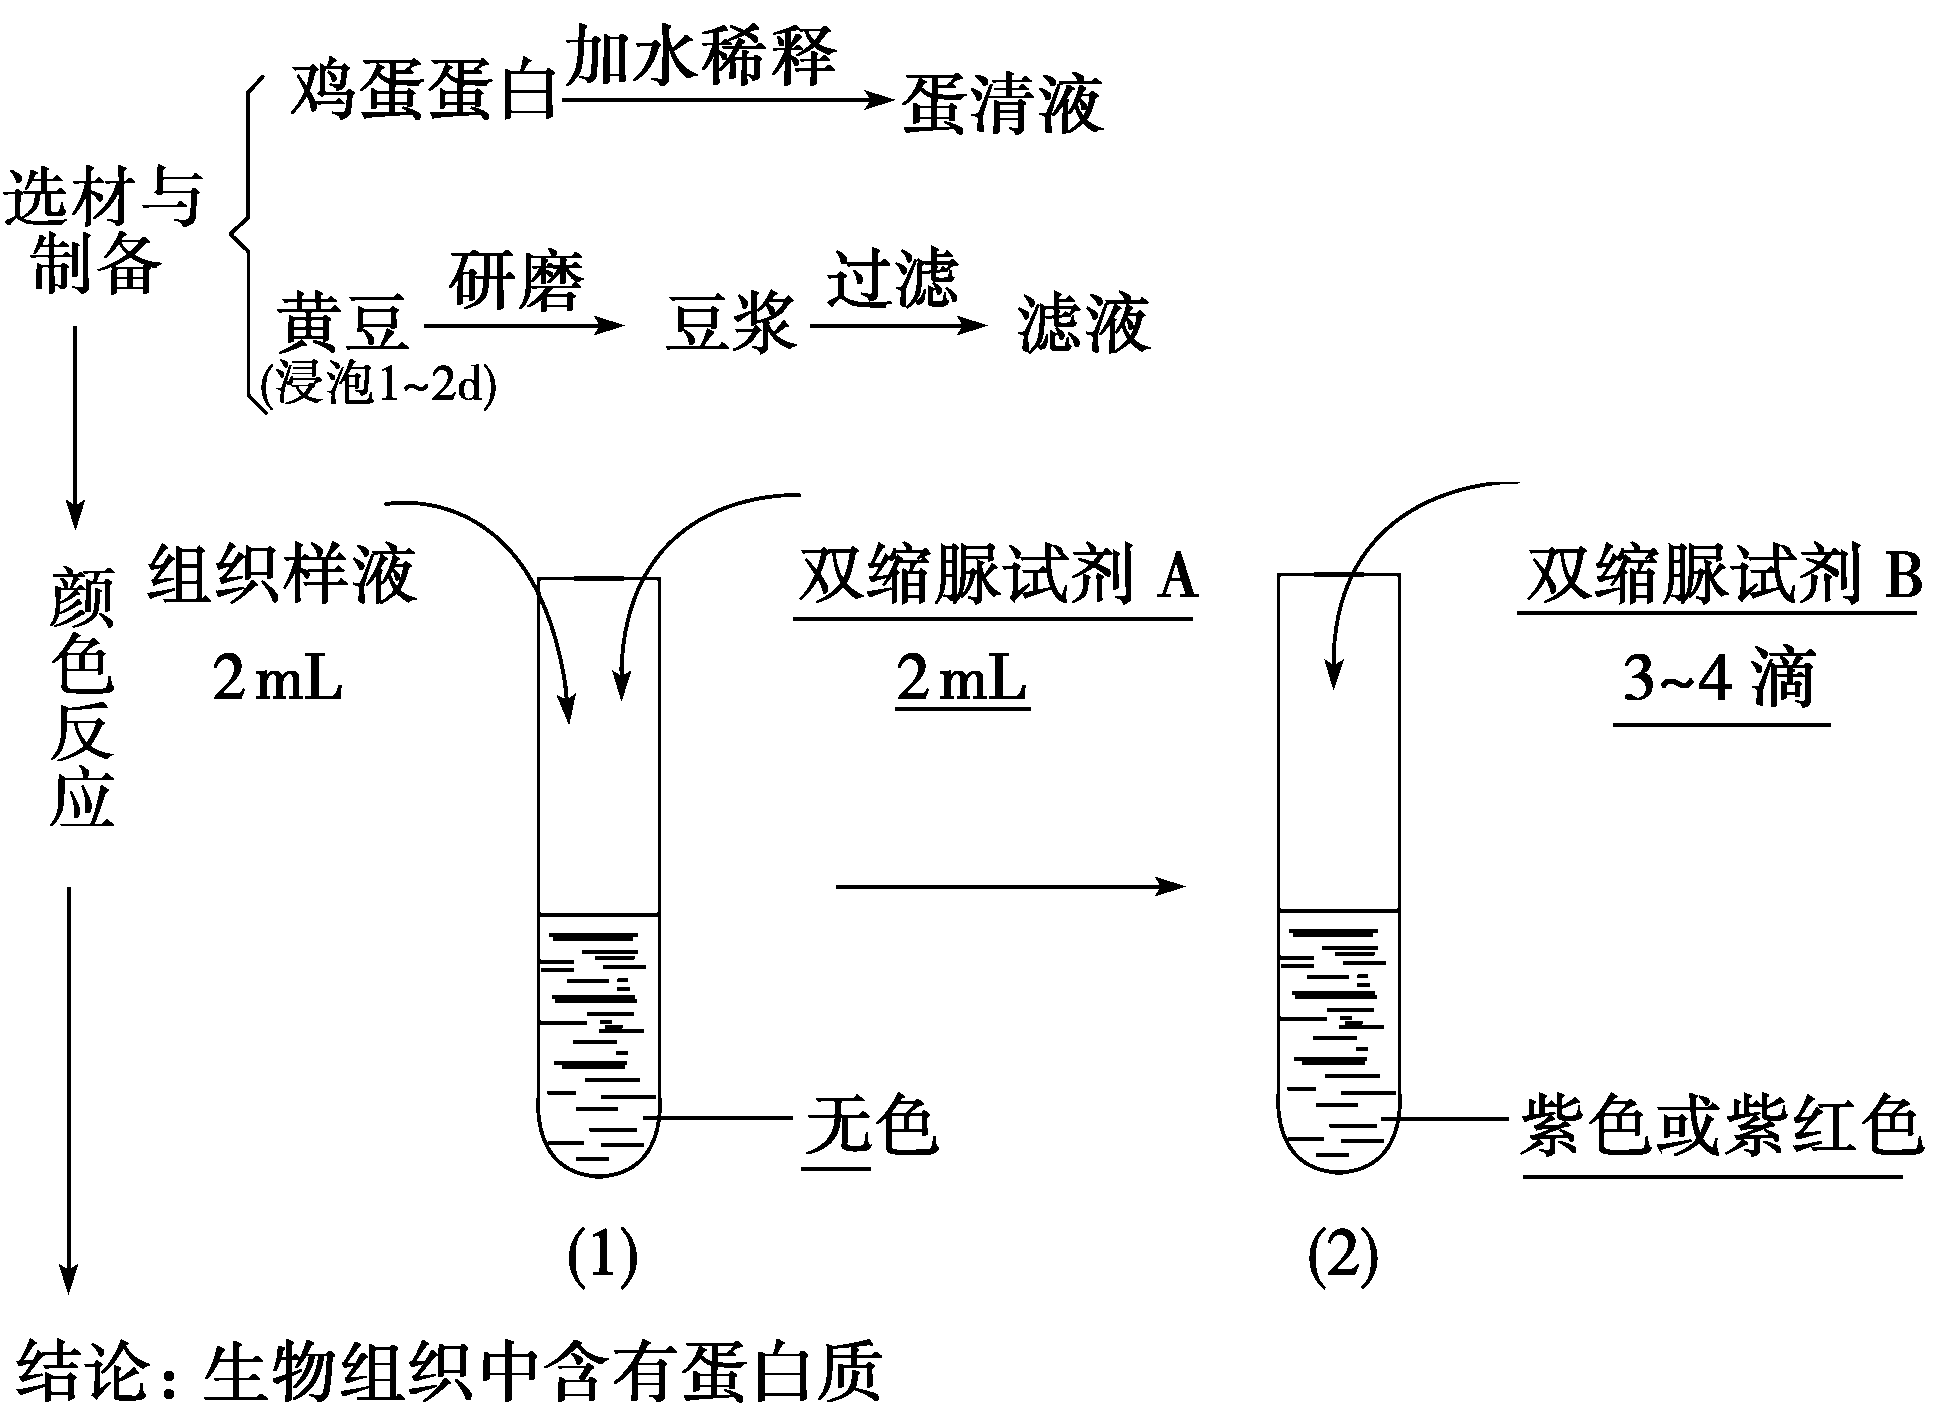 鸡蛋蛋白 加水稀释 蛋清液
选材与
制备
黄豆 研磨 豆浆 过滤 滤液
(浸泡1~2d)
颜色反应
组织样液
2 mL
双缩脲试剂 A
2 mL
双缩脲试剂 B
3~4 滴
无色
紫色或紫红色
(1)
(2)
结论：生物组织中含有蛋白质